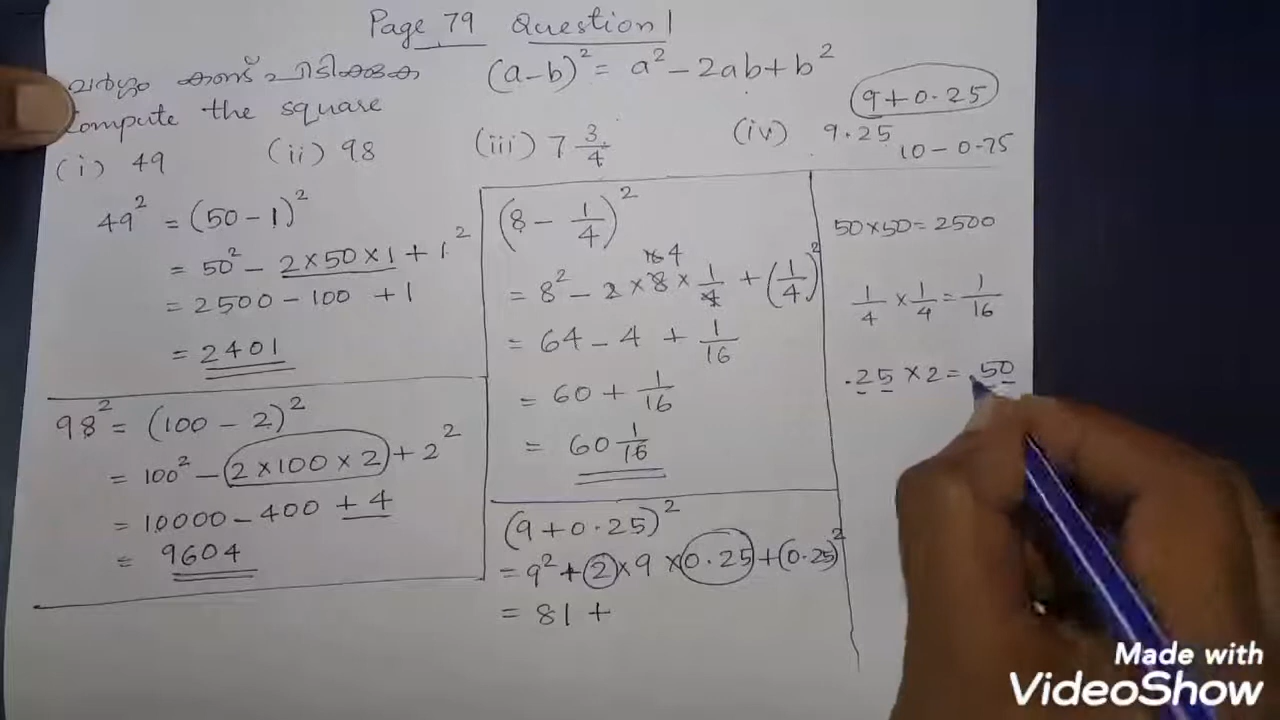 Page 79 Question 1
വർഗ്ഗം കണ്ട് പിടിക്കുക
(a-b)² = a² - 2ab + b²
Compute the square
(i) 49
(ii) 98
(iii) 7 3/4
(iv) 9.25
9+0.25
10-0.75
49² = (50-1)²
= 50² - 2×50×1 + 1²
= 2500 - 100 + 1
= 2401
98² = (100 - 2)²
= 100² - 2×100×2 + 2²
= 10000 - 400 + 4
= 9604
(8 - 1/4)²
16 4
= 8² - 2 × 8 × 1/4 + (1/4)²
= 64 - 4 + 1/16
= 60 + 1/16
= 60 1/16
(9+0.25)²
= 9² + 2×9×0.25 + (0.25)²
= 81 +
50×50 = 2500
1/4 × 1/4 = 1/16
.25 × 2 = .50
Made with
VideoShow